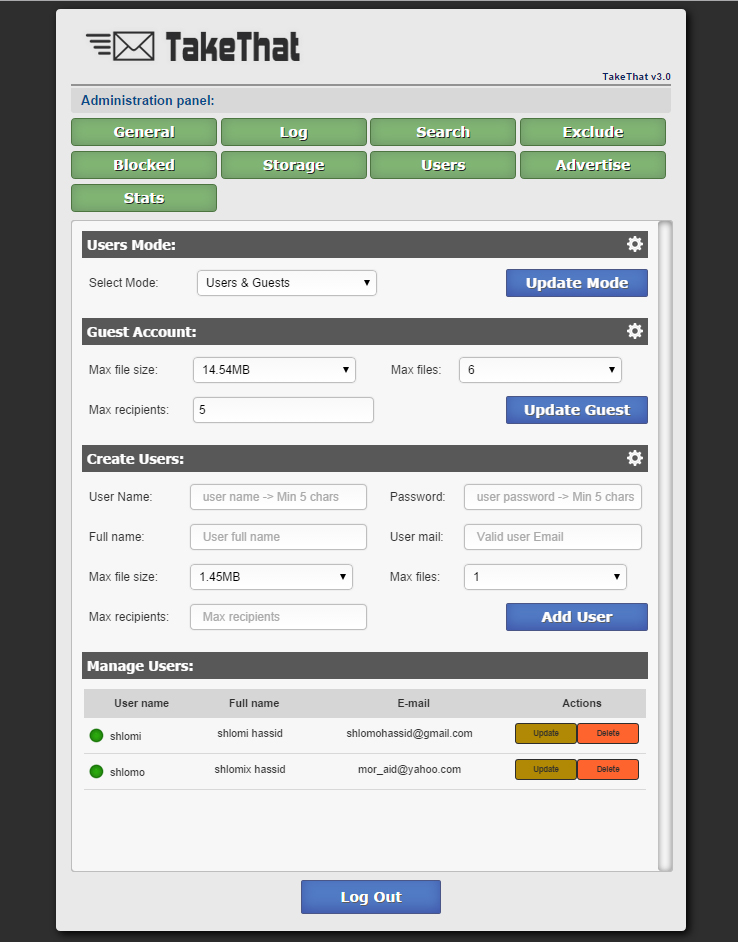 TakeThat
TakeThat v3.0
Administration panel:
General Log Search Exclude
Blocked Storage Users Advertise
Stats
Users Mode:
Select Mode: Users & Guests Update Mode
Guest Account:
Max file size: 14.54MB Max files: 6
Max recipients: 5 Update Guest
Create Users:
User Name: user name -> Min 5 chars Password: user password -> Min 5 chars
Full name: User full name User mail: Valid user Email
Max file size: 1.45MB Max files: 1
Max recipients: Max recipients Add User
Manage Users:
User name Full name E-mail Actions
shlomi shlomi hassid shlomohassid@gmail.com Update Delete
shlomo shlomix hassid mor_aid@yahoo.com Update Delete
Log Out